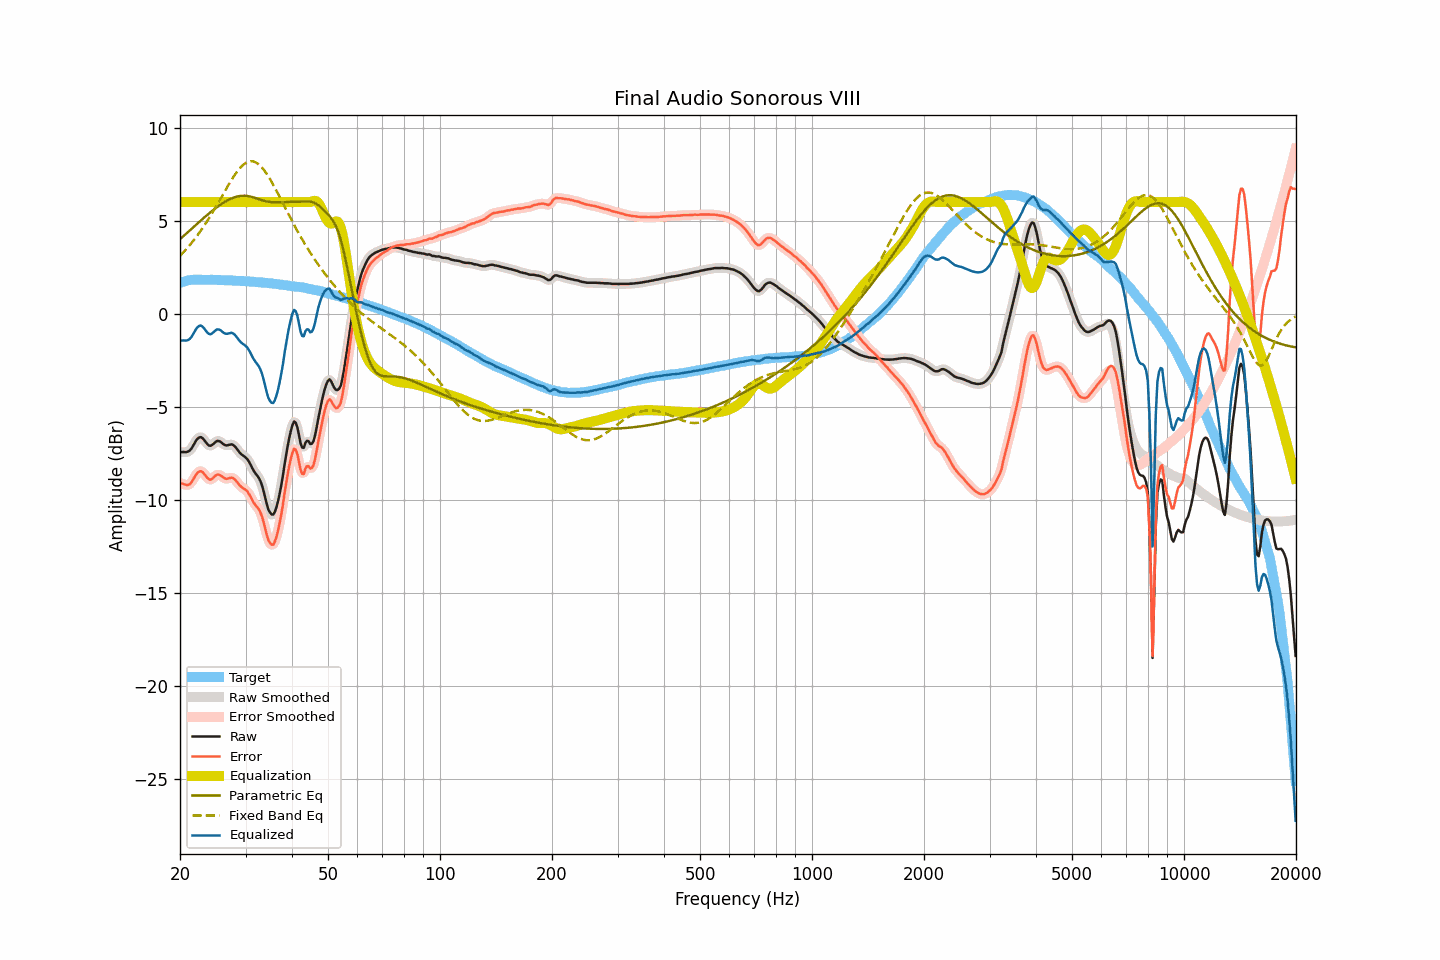 Final Audio Sonorous VIII
Amplitude (dBr)
10
5
0
−5
−10
−15
−20
−25
Target
Raw Smoothed
Error Smoothed
Raw
Error
Equalization
Parametric Eq
Fixed Band Eq
Equalized
20 50 100 200 500 1000 2000 5000 10000 20000
Frequency (Hz)